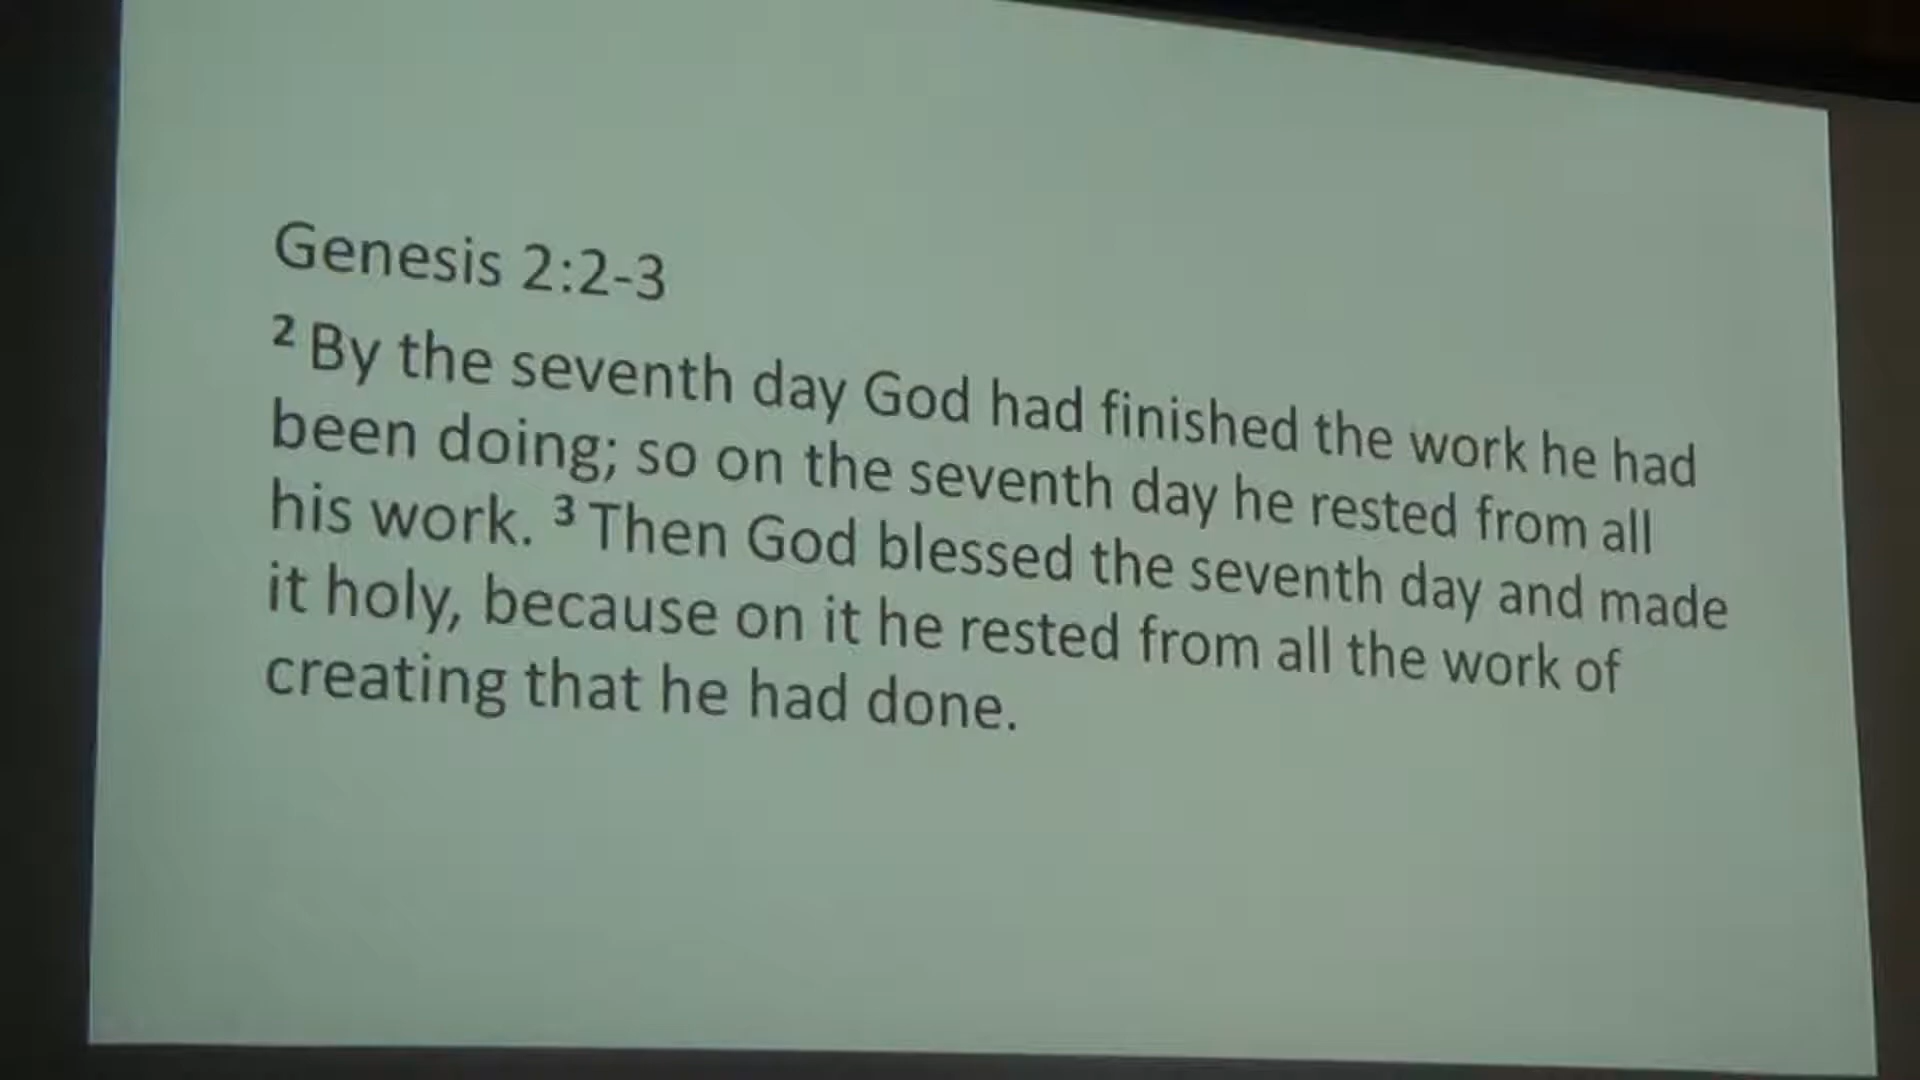 Genesis 2:2-3
² By the seventh day God had finished the work he had
been doing; so on the seventh day he rested from all
his work. ³ Then God blessed the seventh day and made
it holy, because on it he rested from all the work of
creating that he had done.